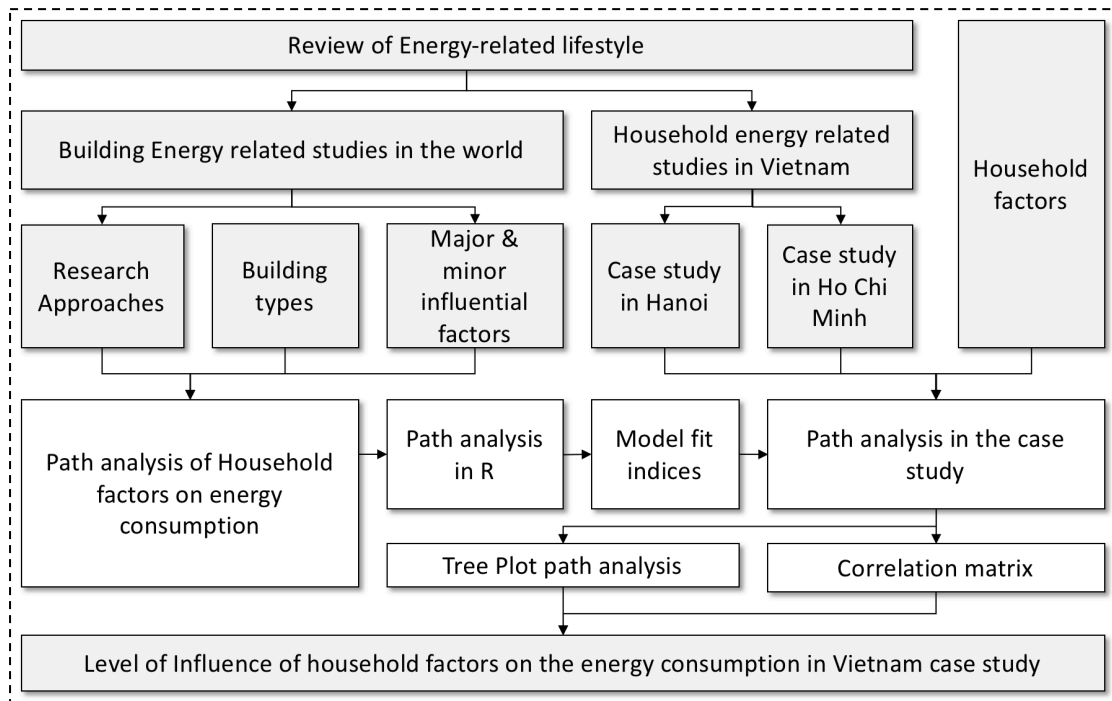 Review of Energy-related lifestyle
Building Energy related studies in the world
Household energy related
studies in Vietnam
Household
factors
Research
Approaches
Building
types
Major &
minor
influential
factors
Case study
in Hanoi
Case study
in Ho Chi
Minh
Path analysis of Household
factors on energy
consumption
Path analysis
in R
Model fit
indices
Path analysis in the case
study
Tree Plot path analysis
Correlation matrix
Level of Influence of household factors on the energy consumption in Vietnam case study